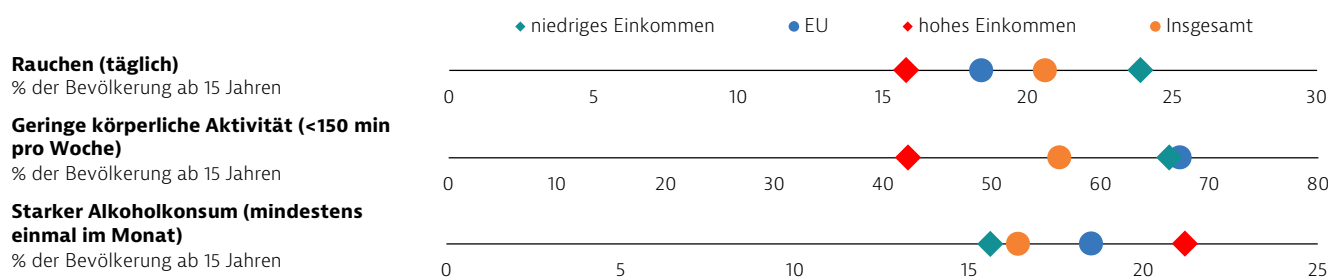 niedriges Einkommen EU hohes Einkommen Insgesamt
Rauchen (täglich)
% der Bevölkerung ab 15 Jahren
0 5 10 15 20 25 30
Geringe körperliche Aktivität (<150 min
pro Woche)
% der Bevölkerung ab 15 Jahren
0 10 20 30 40 50 60 70 80
Starker Alkoholkonsum (mindestens
einmal im Monat)
% der Bevölkerung ab 15 Jahren
0 5 10 15 20 25